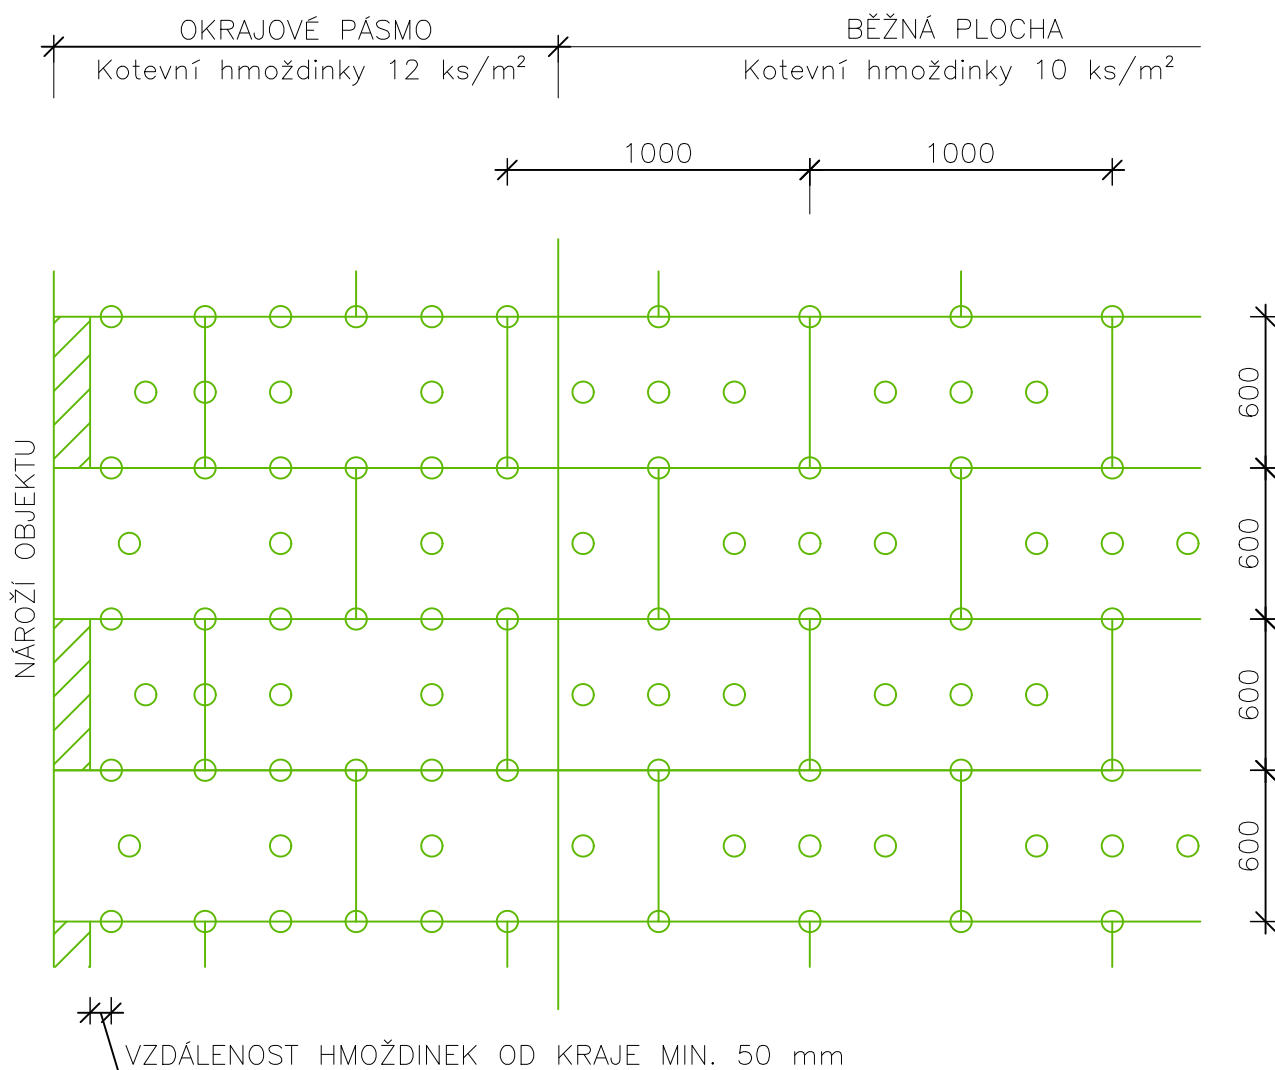 OKRAJOVÉ PÁSMO
Kotevní hmoždinky 12 ks/m²
BĚŽNÁ PLOCHA
Kotevní hmoždinky 10 ks/m²
1000
1000
600
600
600
600
NÁROŽÍ OBJEKTU
VZDÁLENOST HMOŽDINEK OD KRAJE MIN. 50 mm